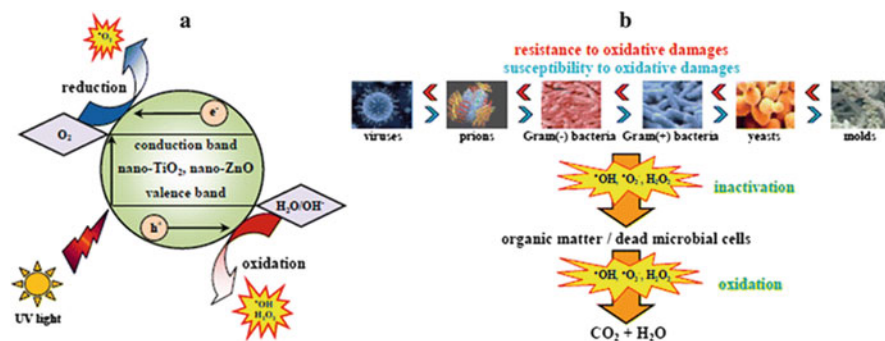 a
•O₂⁻
reduction
e⁻
O₂
conduction band
nano-TiO₂, nano-ZnO
valence band
H₂O/OH⁻
h⁺
oxidation
UV light
•OH
H₂O₂
b
resistance to oxidative damages
susceptibility to oxidative damages
viruses prions Gram(-) bacteria Gram(+) bacteria yeasts molds
•OH, •O₂⁻, H₂O₂ inactivation
organic matter / dead microbial cells
•OH, •O₂⁻, H₂O₂ oxidation
CO₂ + H₂O